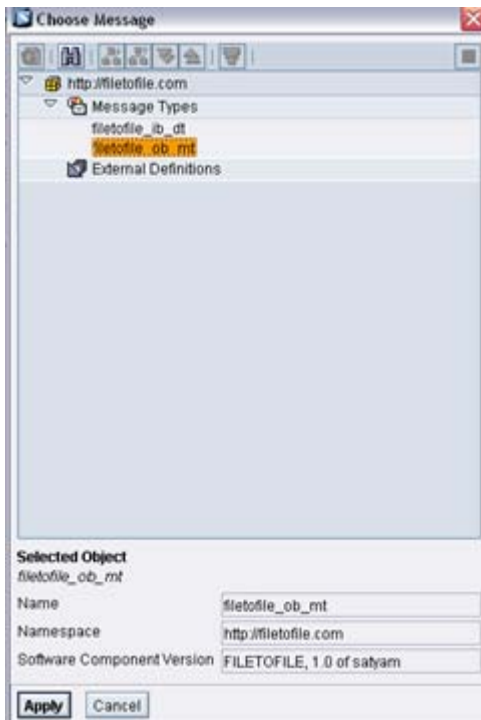 Choose Message
http://filetofile.com
Message Types
filetofile_ib_dt
filetofile_ob_mt
External Definitions
Selected Object
filetofile_ob_mt
Name filetofile_ob_mt
Namespace http://filetofile.com
Software Component Version FILETOFILE, 1.0 of satyam
Apply Cancel